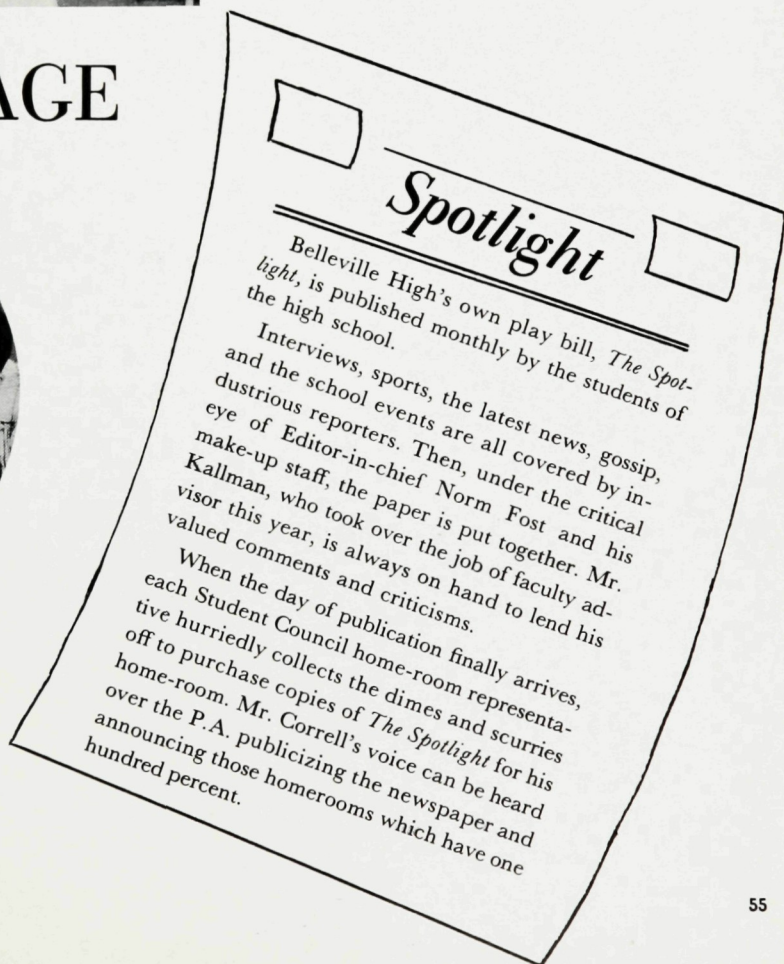 AGE
Spotlight
Belleville High's own play bill, The Spot-
light, is published monthly by the students of
the high school.
Interviews, sports, the latest news, gossip,
and the school events are all covered by in-
dustrious reporters. Then, under the critical
eye of Editor-in-chief Norm Fost and his
make-up staff, the paper is put together. Mr.
Kallman, who took over the job of faculty ad-
visor this year, is always on hand to lend his
valued comments and criticisms.
When the day of publication finally arrives,
each Student Council home-room representa-
tive hurriedly collects the dimes and scurries
off to purchase copies of The Spotlight for his
home-room. Mr. Correll's voice can be heard
over the P.A. publicizing the newspaper and
announcing those homerooms which have one
hundred percent.
55